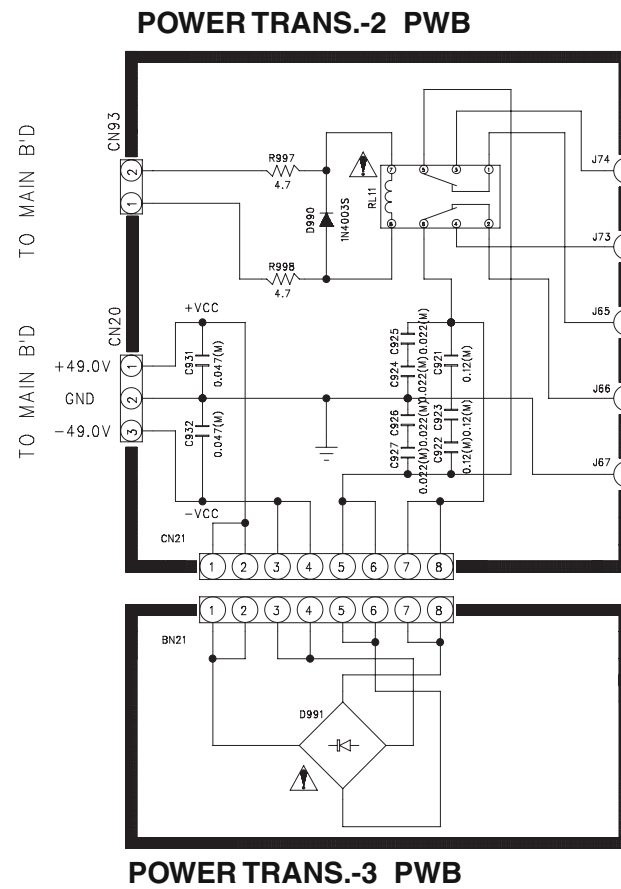 POWER TRANS.-2 PWB
TO MAIN B'D
CN93
2
1
R997
4.7
D990
1N4003S
R998
4.7
RL11
7
5
3
1
8
6
4
2
J74
J73
J65
J66
J67
TO MAIN B'D
CN20
+49.0V
1
GND
2
-49.0V
3
+VCC
C931
0.047(M)
C932
0.047(M)
-VCC
C925
0.022(M)
C924
0.022(M)
C926
0.022(M)
C927
0.022(M)
C921
0.12(M)
C923
0.12(M)
C922
0.12(M)
CN21
1 2 3 4 5 6 7 8
1 2 3 4 5 6 7 8
BN21
D991
POWER TRANS.-3 PWB